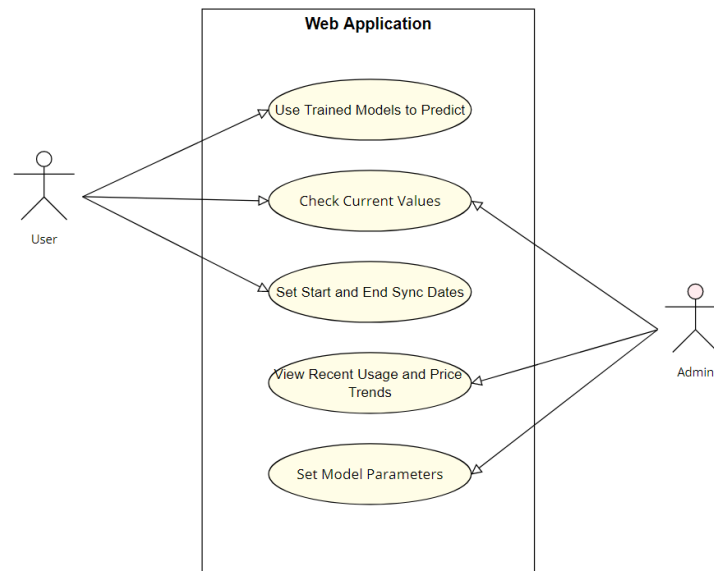 Web Application
Use Trained Models to Predict
Check Current Values
User
Set Start and End Sync Dates
View Recent Usage and Price
Trends
Admin
Set Model Parameters